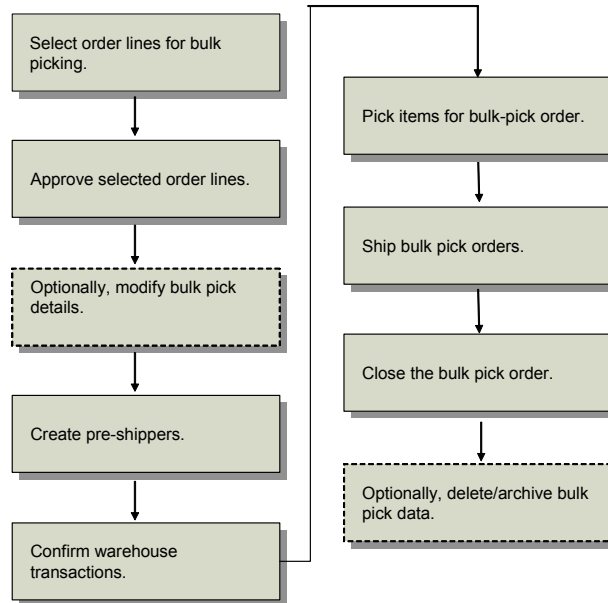 Select order lines for bulk
picking.
Approve selected order lines.
Optionally, modify bulk pick
details.
Create pre-shippers.
Confirm warehouse
transactions.
Pick items for bulk-pick order.
Ship bulk pick orders.
Close the bulk pick order.
Optionally, delete/archive bulk
pick data.